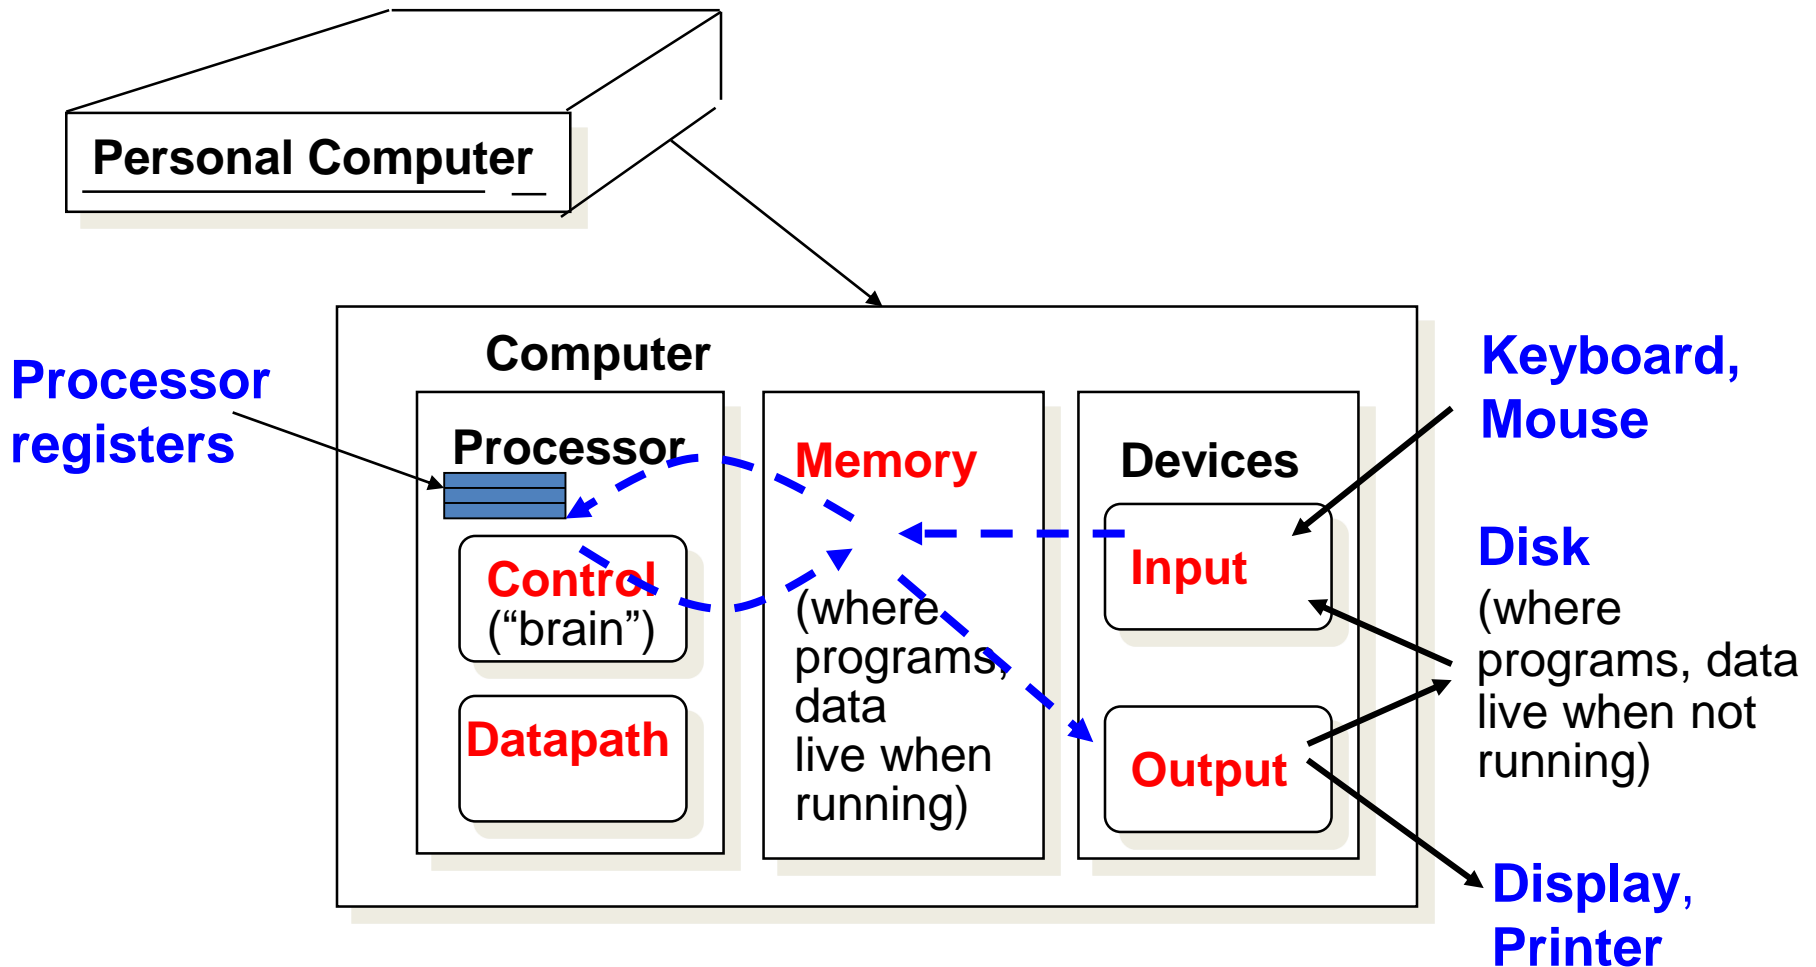 Personal Computer
Computer
Processor
registers
Processor
Control
(“brain”)
Datapath
Memory
(where
programs,
data
live when
running)
Devices
Input
Output
Keyboard,
Mouse
Disk
(where
programs, data
live when not
running)
Display,
Printer